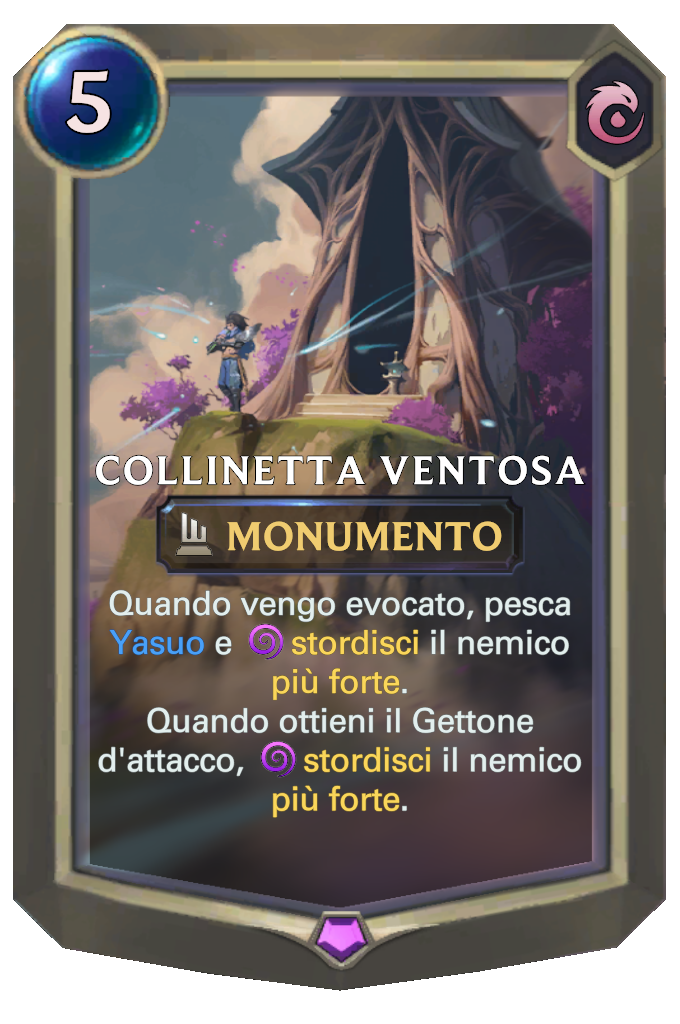 5
COLLINETTA VENTOSA
MONUMENTO
Quando vengo evocato, pesca
Yasuo e stordisci il nemico
più forte.
Quando ottieni il Gettone
d'attacco, stordisci il nemico
più forte.